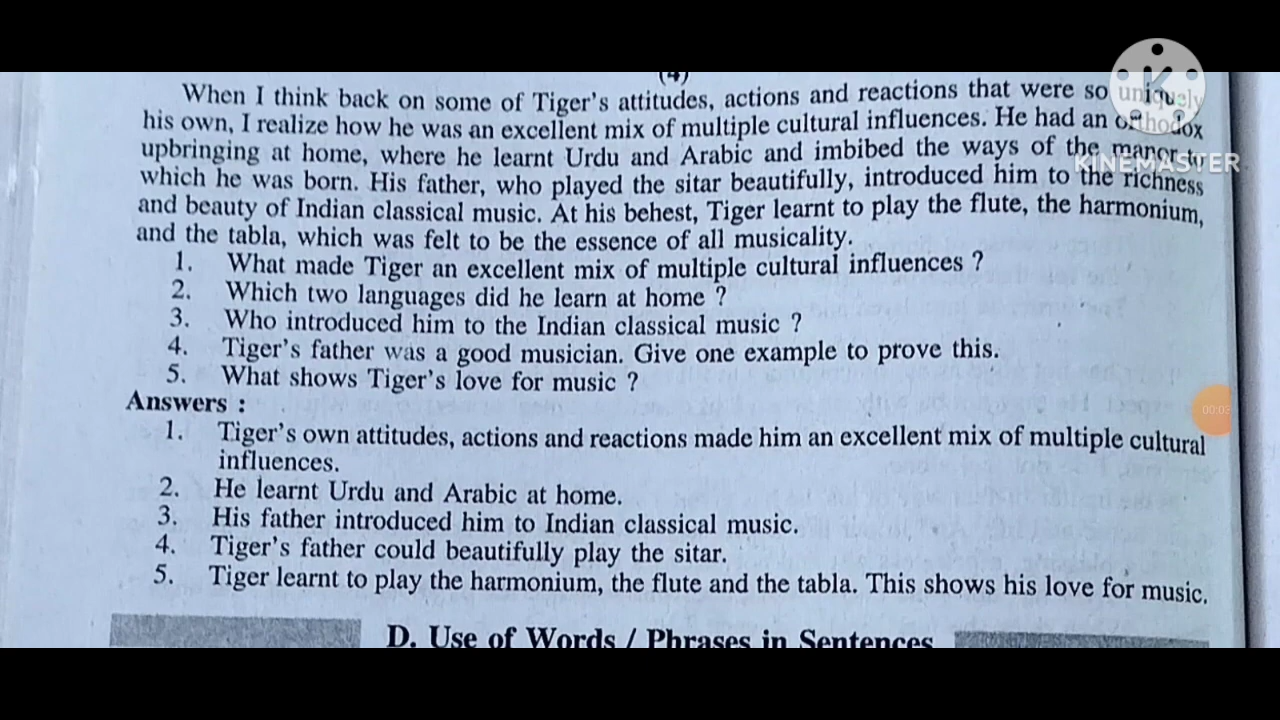 (4)
When I think back on some of Tiger's attitudes, actions and reactions that were so uniquely
his own, I realize how he was an excellent mix of multiple cultural influences. He had an orthodox
upbringing at home, where he learnt Urdu and Arabic and imbibed the ways of the manor to
which he was born. His father, who played the sitar beautifully, introduced him to the richness
and beauty of Indian classical music. At his behest, Tiger learnt to play the flute, the harmonium,
and the tabla, which was felt to be the essence of all musicality.
1. What made Tiger an excellent mix of multiple cultural influences ?
2. Which two languages did he learn at home ?
3. Who introduced him to the Indian classical music ?
4. Tiger's father was a good musician. Give one example to prove this.
5. What shows Tiger's love for music ?
Answers :
1. Tiger's own attitudes, actions and reactions made him an excellent mix of multiple cultural
influences.
2. He learnt Urdu and Arabic at home.
3. His father introduced him to Indian classical music.
4. Tiger's father could beautifully play the sitar.
5. Tiger learnt to play the harmonium, the flute and the tabla. This shows his love for music.
D. Use of Words / Phrases in Sentences
K
KINEMASTER